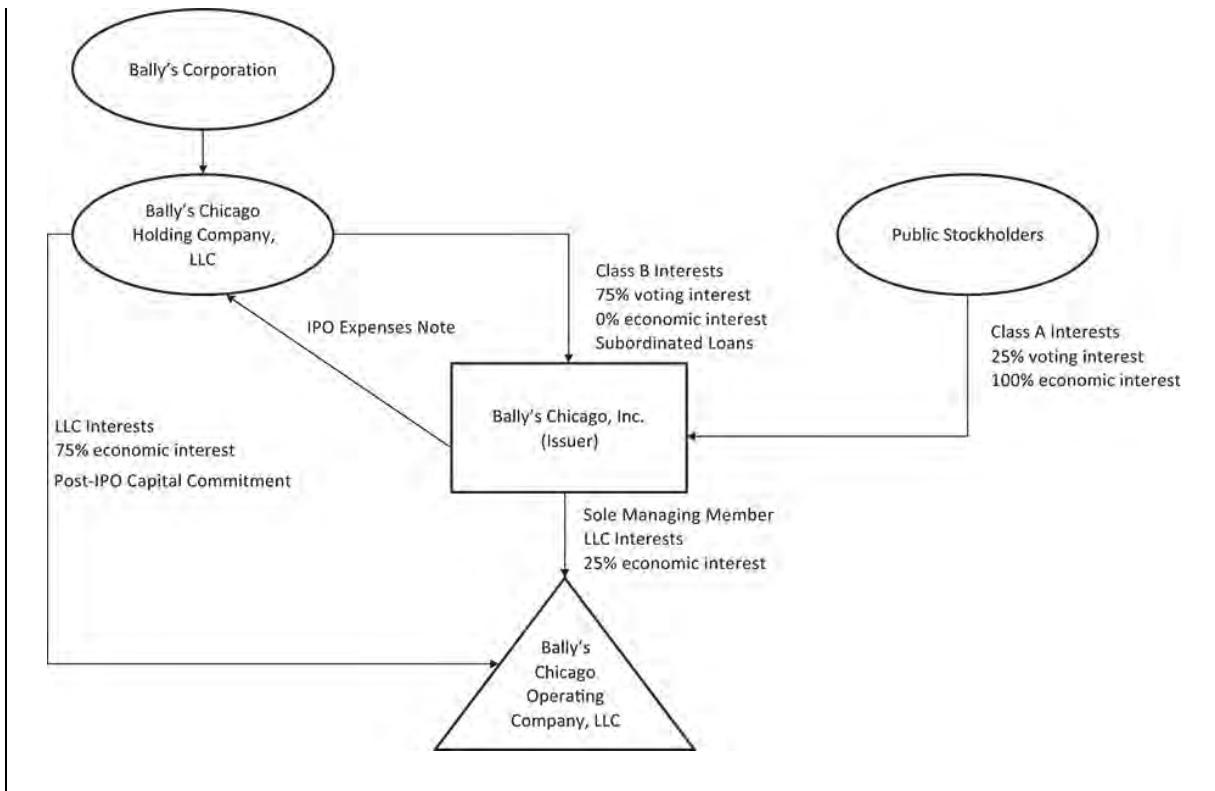 Bally's Corporation
Bally's Chicago
Holding Company,
LLC
Public Stockholders
Class B Interests
75% voting interest
0% economic interest
Subordinated Loans
IPO Expenses Note
Class A Interests
25% voting interest
100% economic interest
Bally's Chicago, Inc.
(Issuer)
LLC Interests
75% economic interest
Post-IPO Capital Commitment
Sole Managing Member
LLC Interests
25% economic interest
Bally's
Chicago
Operating
Company, LLC